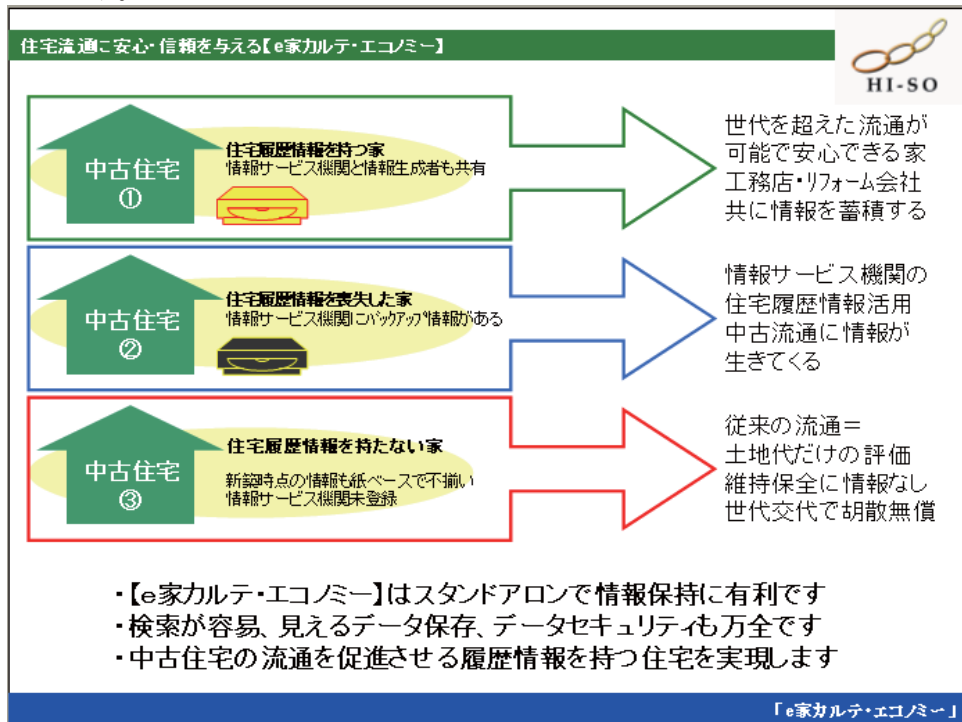 住宅流通に安心・信頼を与える【e家カルテ・エコノミー】
HI-SO
中古住宅
①
住宅履歴情報を持つ家
情報サービス機関と情報生成者も共有
世代を超えた流通が
可能で安心できる家
工務店・リフォーム会社
共に情報を蓄積する
中古住宅
②
住宅履歴情報を喪失した家
情報サービス機関にバックアップ情報がある
情報サービス機関の
住宅履歴情報活用
中古流通に情報が
生きてくる
中古住宅
③
住宅履歴情報を持たない家
新築時点の情報も紙ベースで不揃い
情報サービス機関未登録
従来の流通＝
土地代だけの評価
維持保全に情報なし
世代交代で胡散無償
・【e家カルテ・エコノミー】はスタンドアロンで情報保持に有利です
・検索が容易、見えるデータ保存、データセキュリティも万全です
・中古住宅の流通を促進させる履歴情報を持つ住宅を実現します
「e家カルテ・エコノミー」